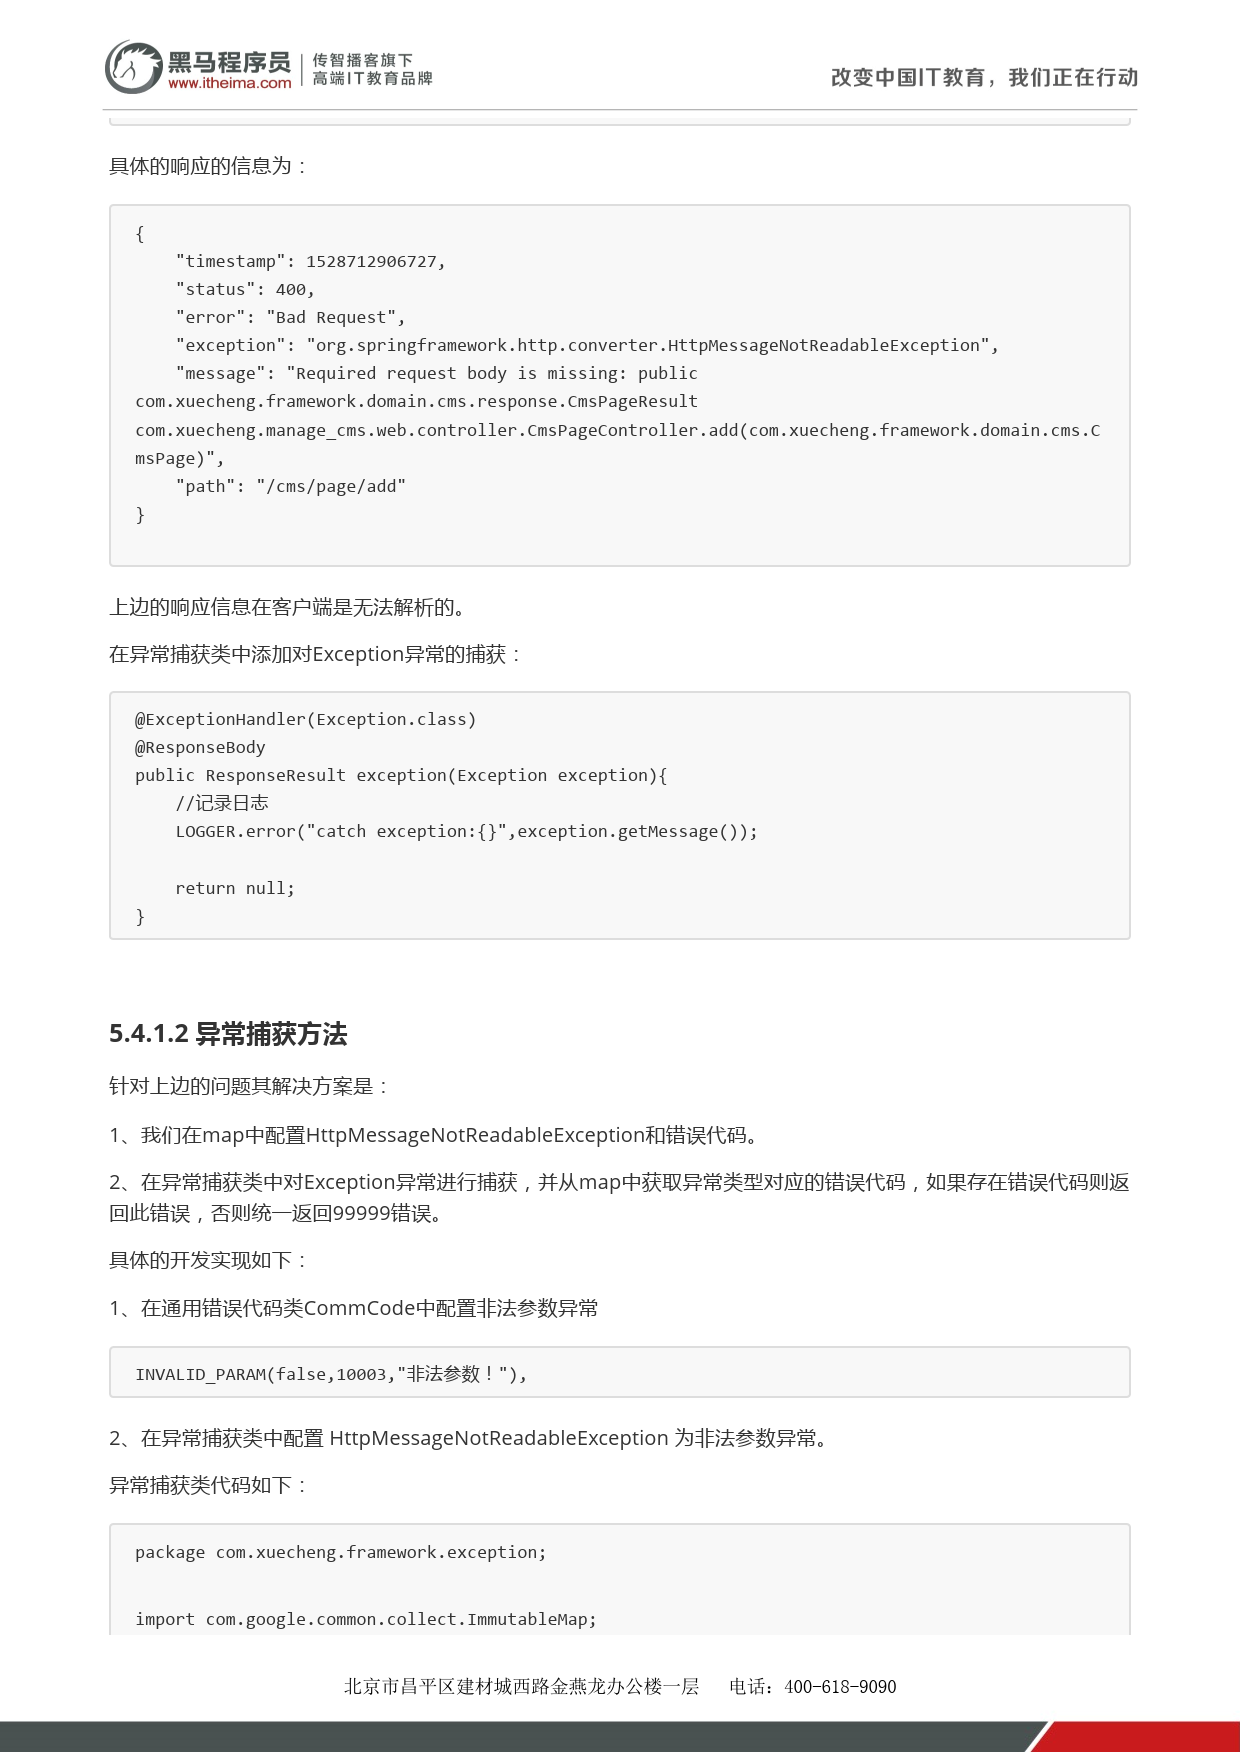 黑马程序员
www.itheima.com
传智播客旗下
高端IT教育品牌
改变中国IT教育，我们正在行动
具体的响应的信息为：
{
    "timestamp": 1528712906727,
    "status": 400,
    "error": "Bad Request",
    "exception": "org.springframework.http.converter.HttpMessageNotReadableException",
    "message": "Required request body is missing: public
com.xuecheng.framework.domain.cms.response.CmsPageResult
com.xuecheng.manage_cms.web.controller.CmsPageController.add(com.xuecheng.framework.domain.cms.C
msPage)",
    "path": "/cms/page/add"
}
上边的响应信息在客户端是无法解析的。
在异常捕获类中添加对Exception异常的捕获：
@ExceptionHandler(Exception.class)
@ResponseBody
public ResponseResult exception(Exception exception){
    //记录日志
    LOGGER.error("catch exception:{}",exception.getMessage());
    return null;
}
5.4.1.2 异常捕获方法
针对上边的问题其解决方案是：
1、我们在map中配置HttpMessageNotReadableException和错误代码。
2、在异常捕获类中对Exception异常进行捕获，并从map中获取异常类型对应的错误代码，如果存在错误代码则返
回此错误，否则统一返回99999错误。
具体的开发实现如下：
1、在通用错误代码类CommCode中配置非法参数异常
INVALID_PARAM(false,10003,"非法参数！"),
2、在异常捕获类中配置 HttpMessageNotReadableException 为非法参数异常。
异常捕获类代码如下：
package com.xuecheng.framework.exception;
import com.google.common.collect.ImmutableMap;
北京市昌平区建材城西路金燕龙办公楼一层 电话：400-618-9090